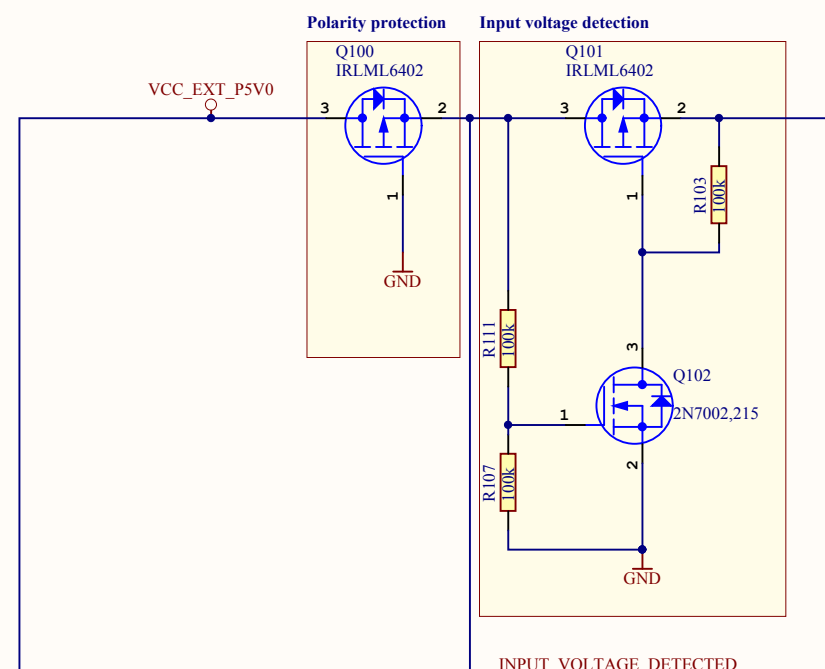 Polarity protection
Input voltage detection
Q100
IRLML6402
Q101
IRLML6402
VCC_EXT_P5V0
3
2
3
2
1
1
R103
100k
GND
R111
100k
3
Q102
1
2N7002,215
2
R107
100k
GND
INPUT_VOLTAGE_DETECTED